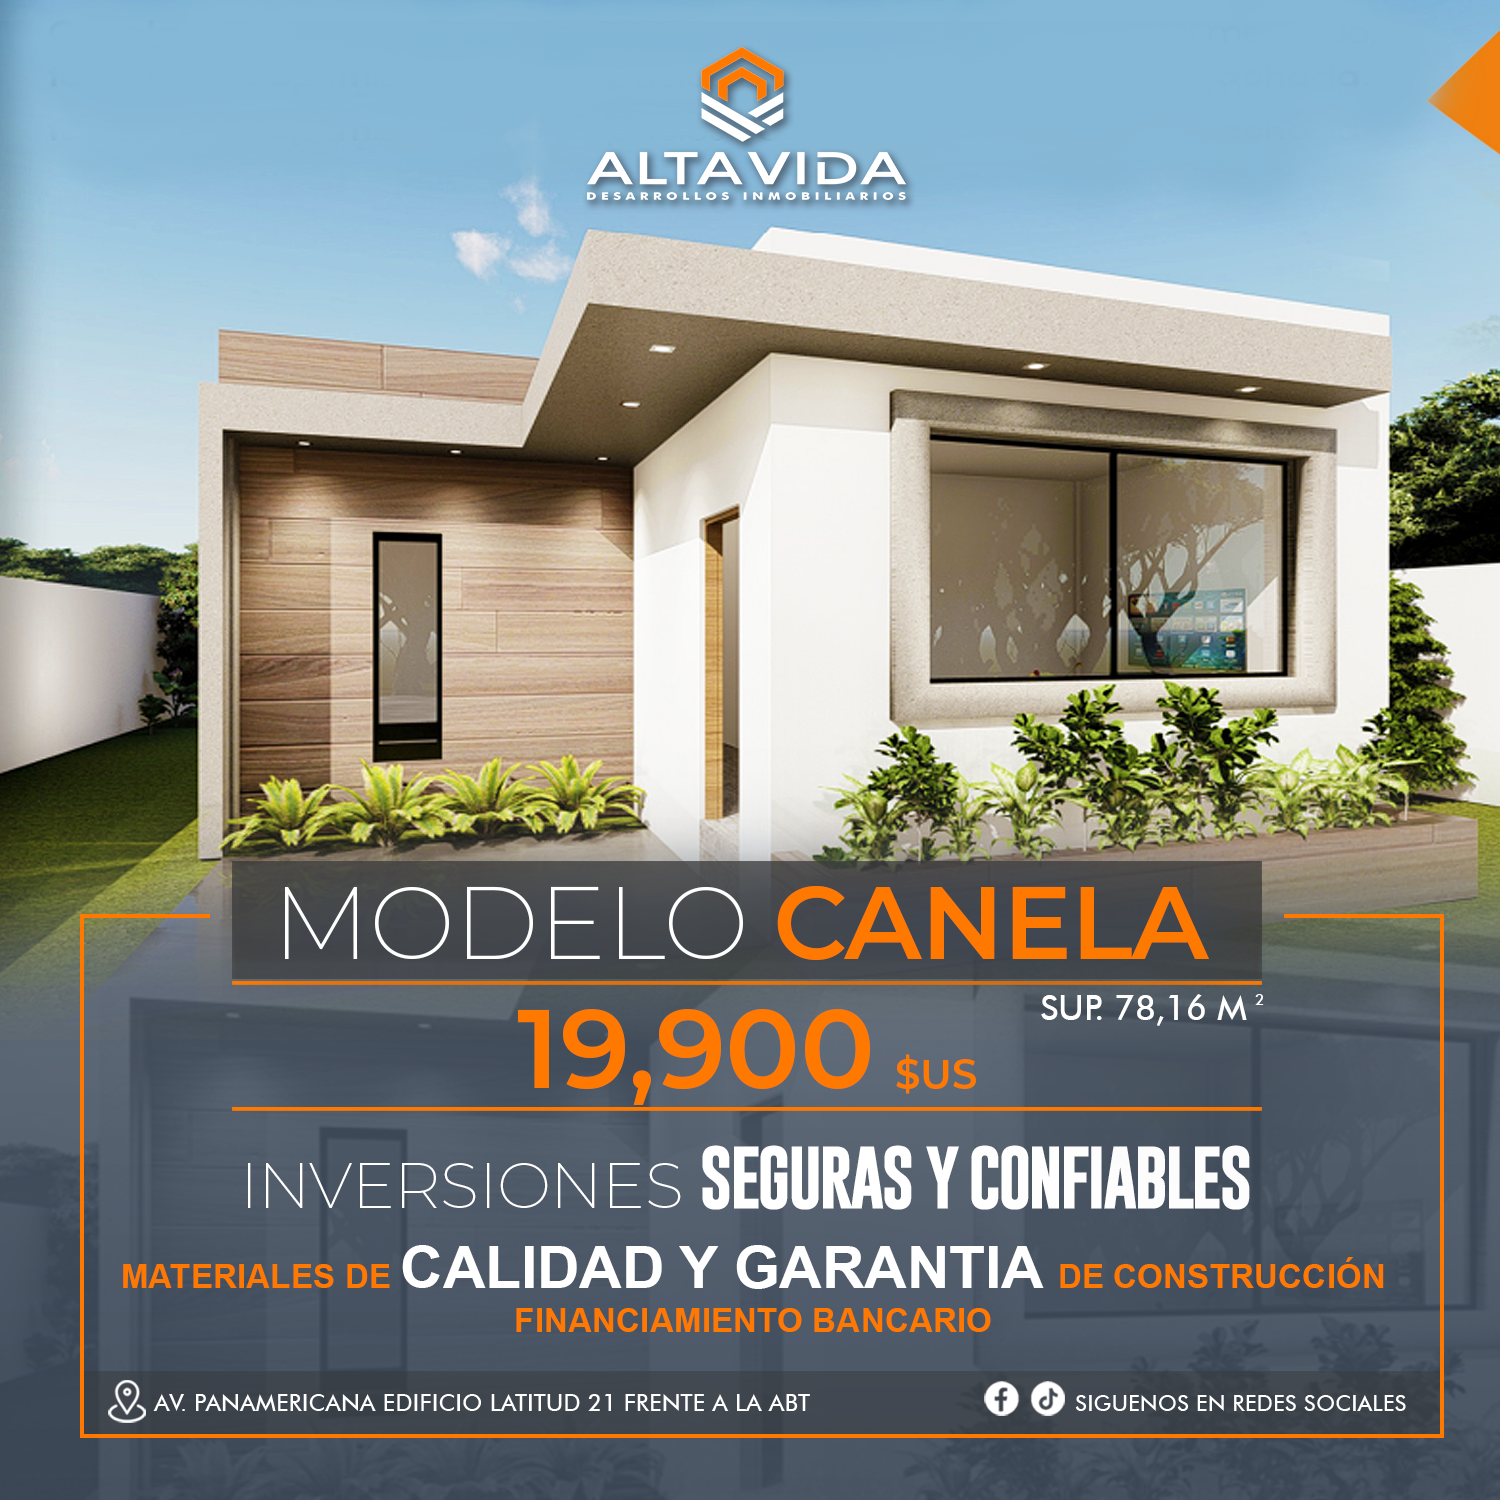 ALTAVIDA
DESARROLLOS INMOBILIARIOS
MODELO CANELA
SUP. 78,16 M²
19,900 $US
INVERSIONES SEGURAS Y CONFIABLES
MATERIALES DE CALIDAD Y GARANTIA DE CONSTRUCCIÓN
FINANCIAMIENTO BANCARIO
AV. PANAMERICANA EDIFICIO LATITUD 21 FRENTE A LA ABT
SIGUENOS EN REDES SOCIALES